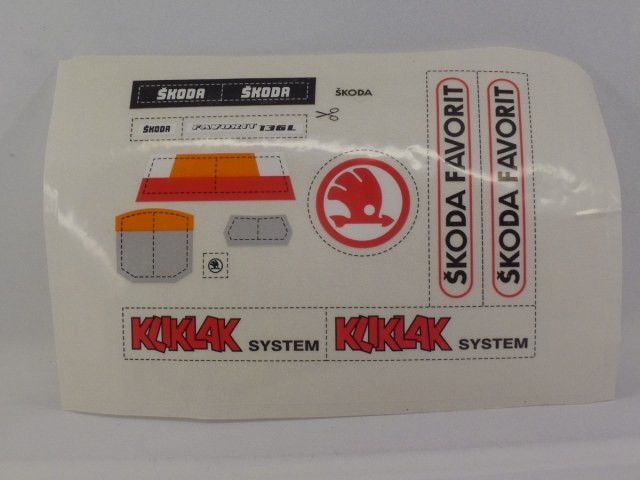 ŠKODA ŠKODA
ŠKODA
ŠKODA FAVORIT 136L
ŠKODA FAVORIT
ŠKODA FAVORIT
KLIKLAK SYSTEM
KLIKLAK SYSTEM